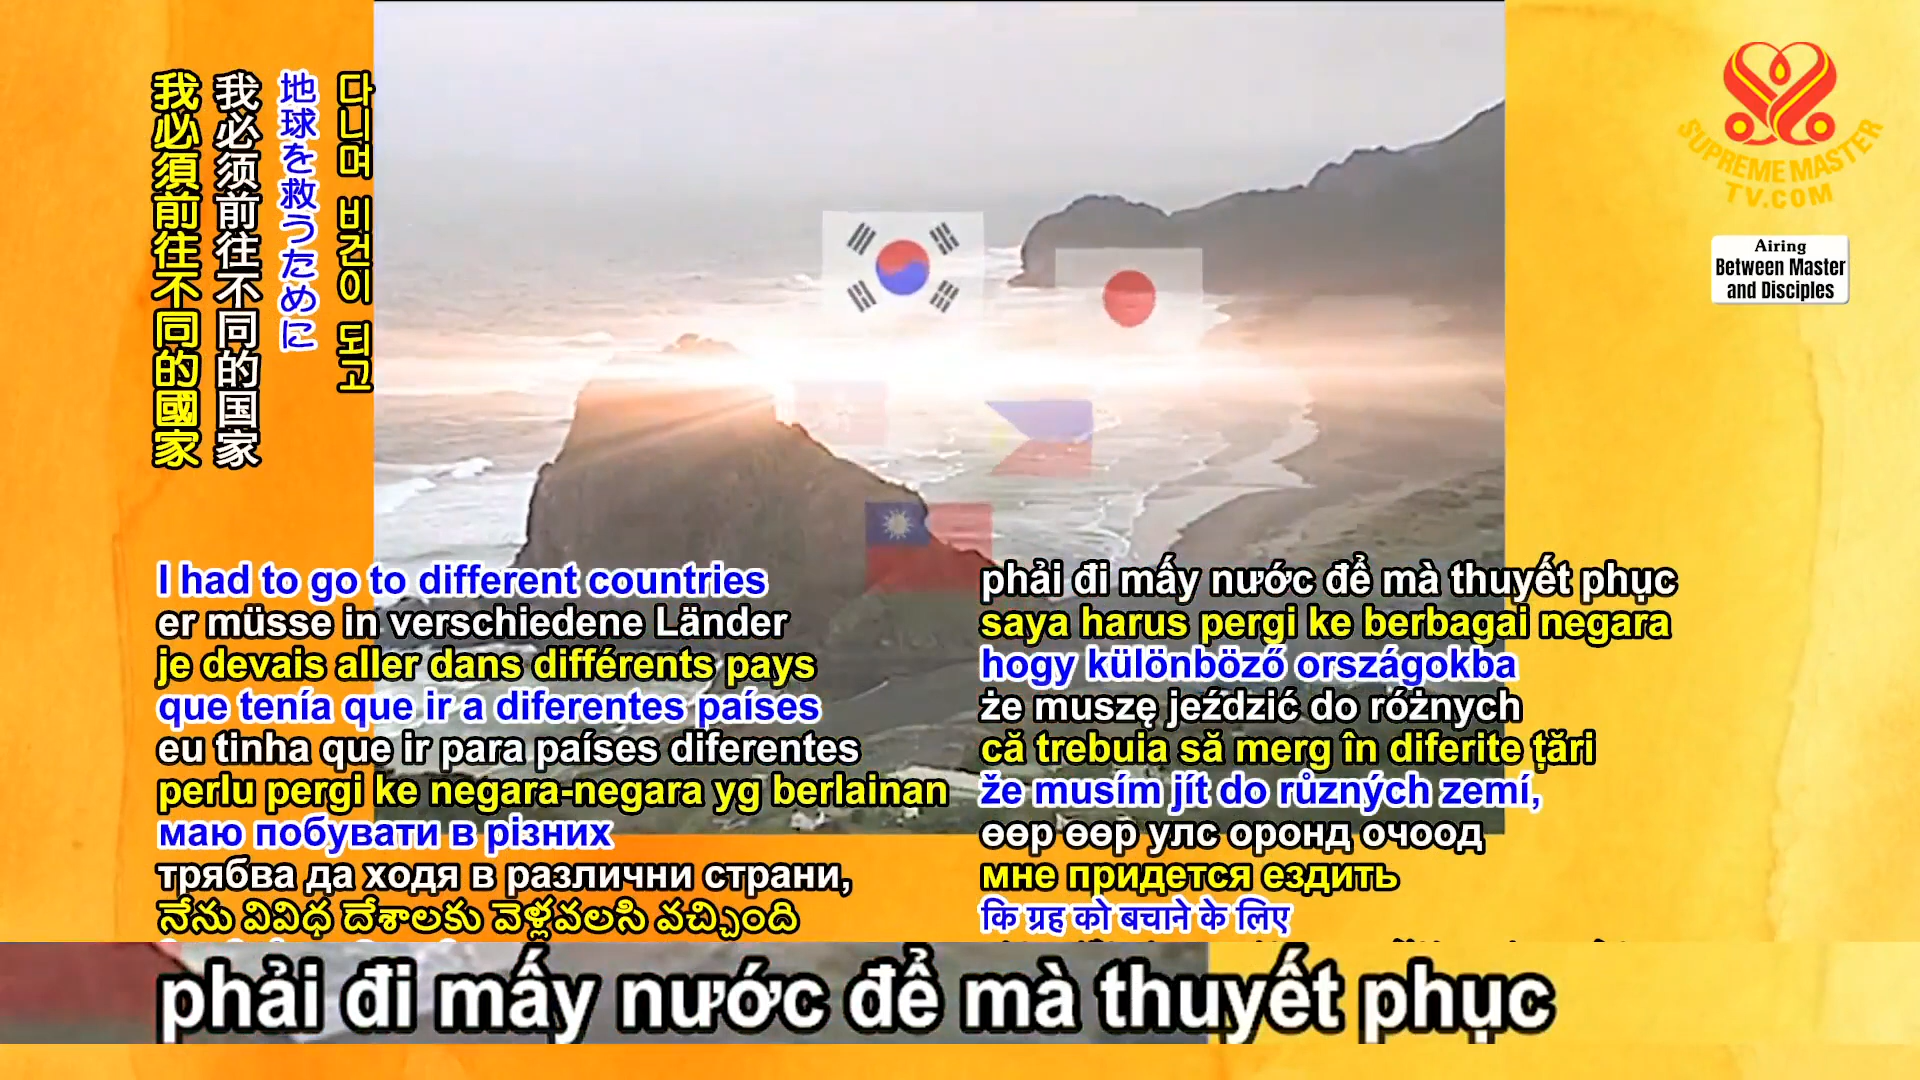 我必須前往不同的國家
我必须前往不同的国家
地球を救うために
다니며 비건이 되고
SUPREME MASTER
TV.COM
Airing
Between Master
and Disciples
I had to go to different countries
er müsse in verschiedene Länder
je devais aller dans différents pays
que tenía que ir a diferentes países
eu tinha que ir para países diferentes
perlu pergi ke negara-negara yg berlainan
маю побувати в різних
трябва да ходя в различни страни,
నేను వివిధ దేశాలకు వెళ్లవలసి వచ్చింది
phải đi mấy nước để mà thuyết phục
saya harus pergi ke berbagai negara
hogy különböző országokba
że muszę jeździć do różnych
că trebuia să merg în diferite țări
že musím jít do různých zemí,
өөр өөр улс оронд очоод
мне придется ездить
कि ग्रह को बचाने के लिए
phải đi mấy nước để mà thuyết phục